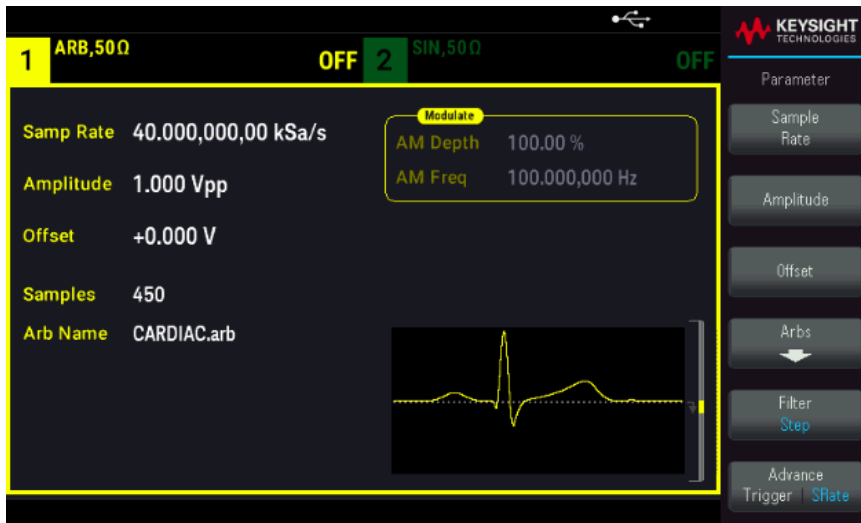 KEYSIGHT
TECHNOLOGIES
1 ARB,50Ω OFF 2 SIN,50Ω OFF
Parameter
Samp Rate 40.000,000,00 kSa/s
Amplitude 1.000 Vpp
Offset +0.000 V
Samples 450
Arb Name CARDIAC.arb
Modulate
AM Depth 100.00 %
AM Freq 100.000,000 Hz
Sample
Rate
Amplitude
Offset
Arbs
Filter
Step
Advance
Trigger | SRate